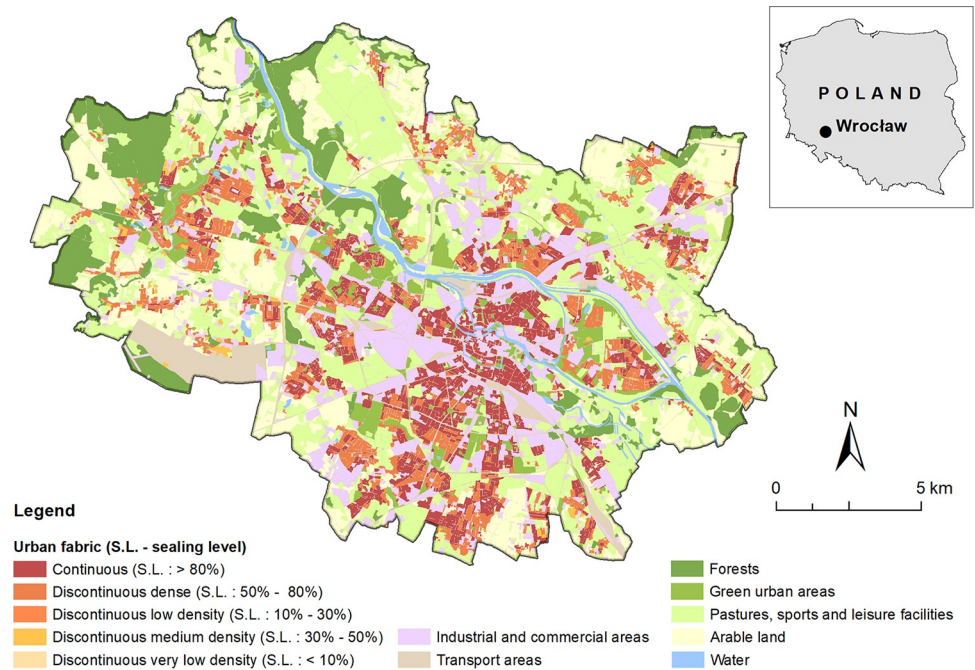 POLAND
Wrocław
N
0 5 km
Legend
Urban fabric (S.L. - sealing level)
Continuous (S.L. : > 80%)
Discontinuous dense (S.L. : 50% - 80%)
Discontinuous low density (S.L. : 10% - 30%)
Discontinuous medium density (S.L. : 30% - 50%)
Discontinuous very low density (S.L. : < 10%)
Industrial and commercial areas
Transport areas
Forests
Green urban areas
Pastures, sports and leisure facilities
Arable land
Water